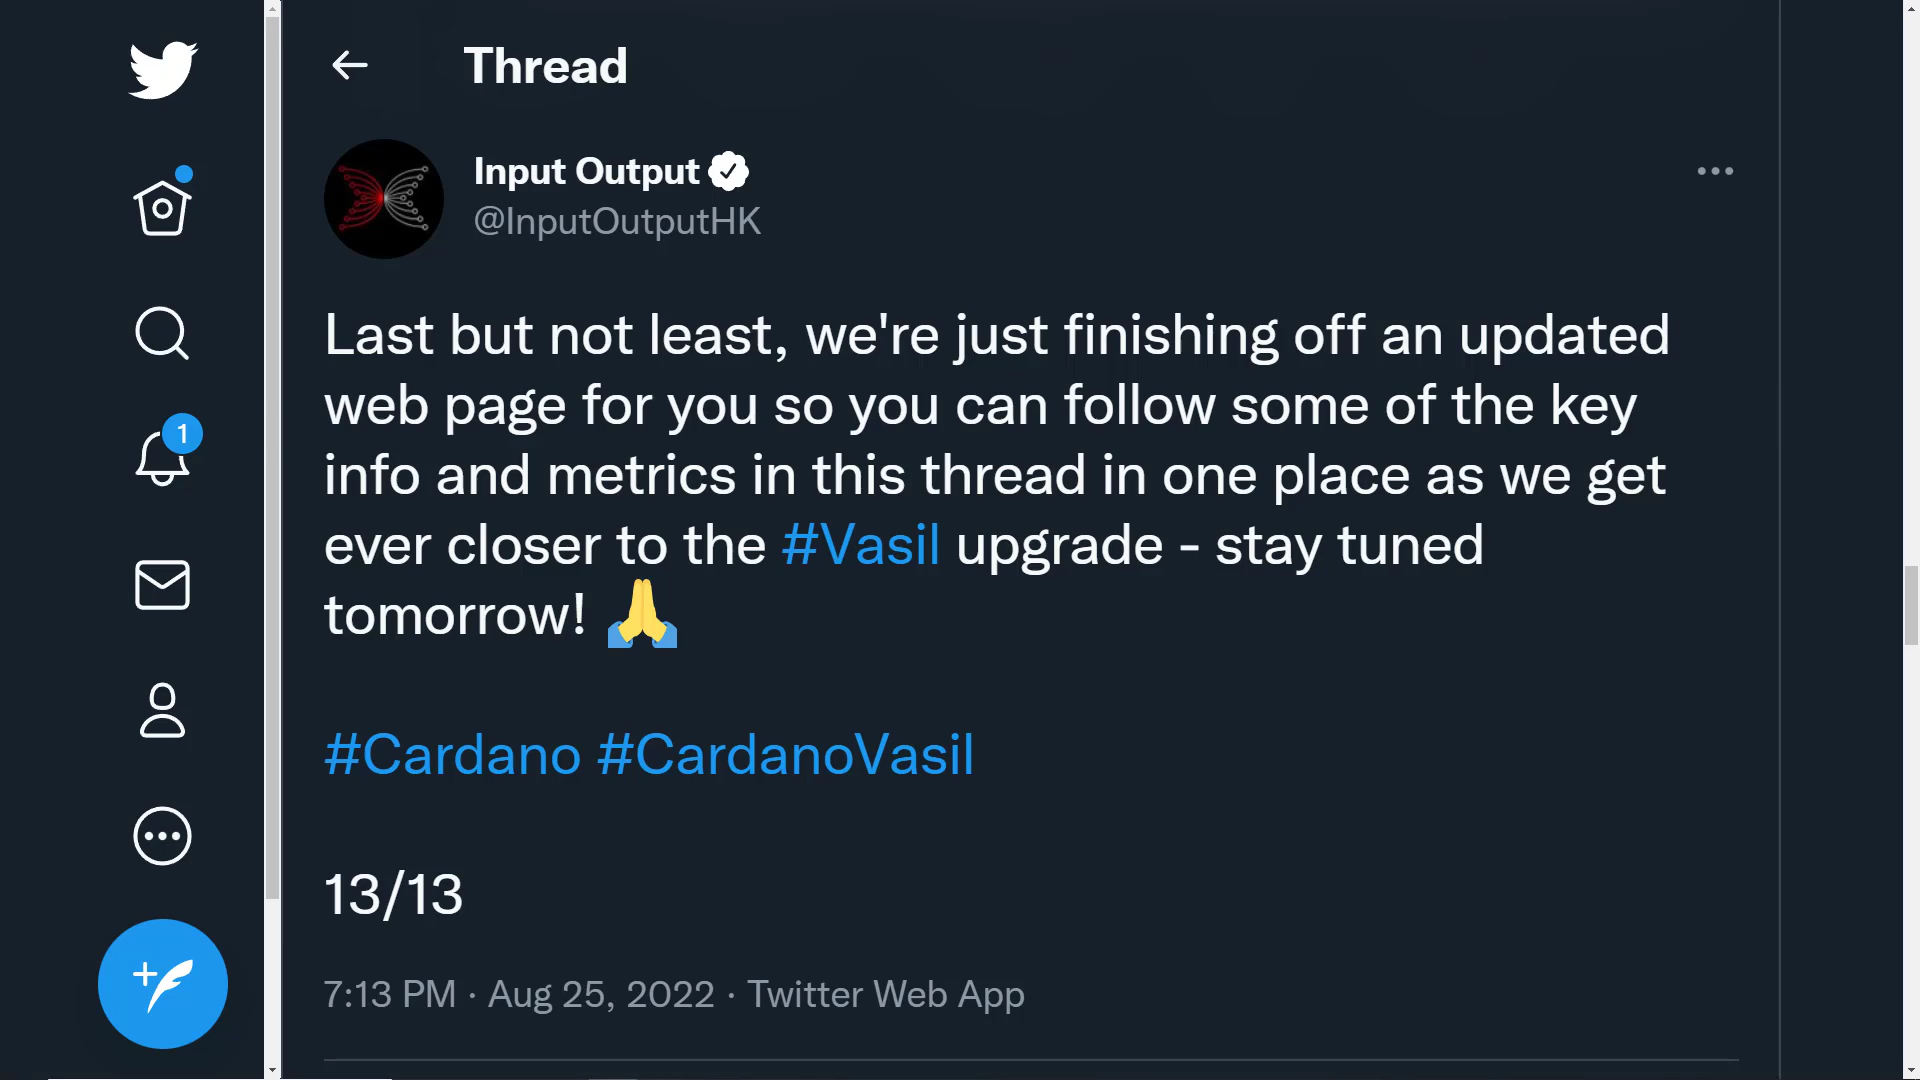 Thread
Input Output
@InputOutputHK
1
Last but not least, we're just finishing off an updated
web page for you so you can follow some of the key
info and metrics in this thread in one place as we get
ever closer to the #Vasil upgrade - stay tuned
tomorrow! 🙏
#Cardano #CardanoVasil
13/13
7:13 PM · Aug 25, 2022 · Twitter Web App